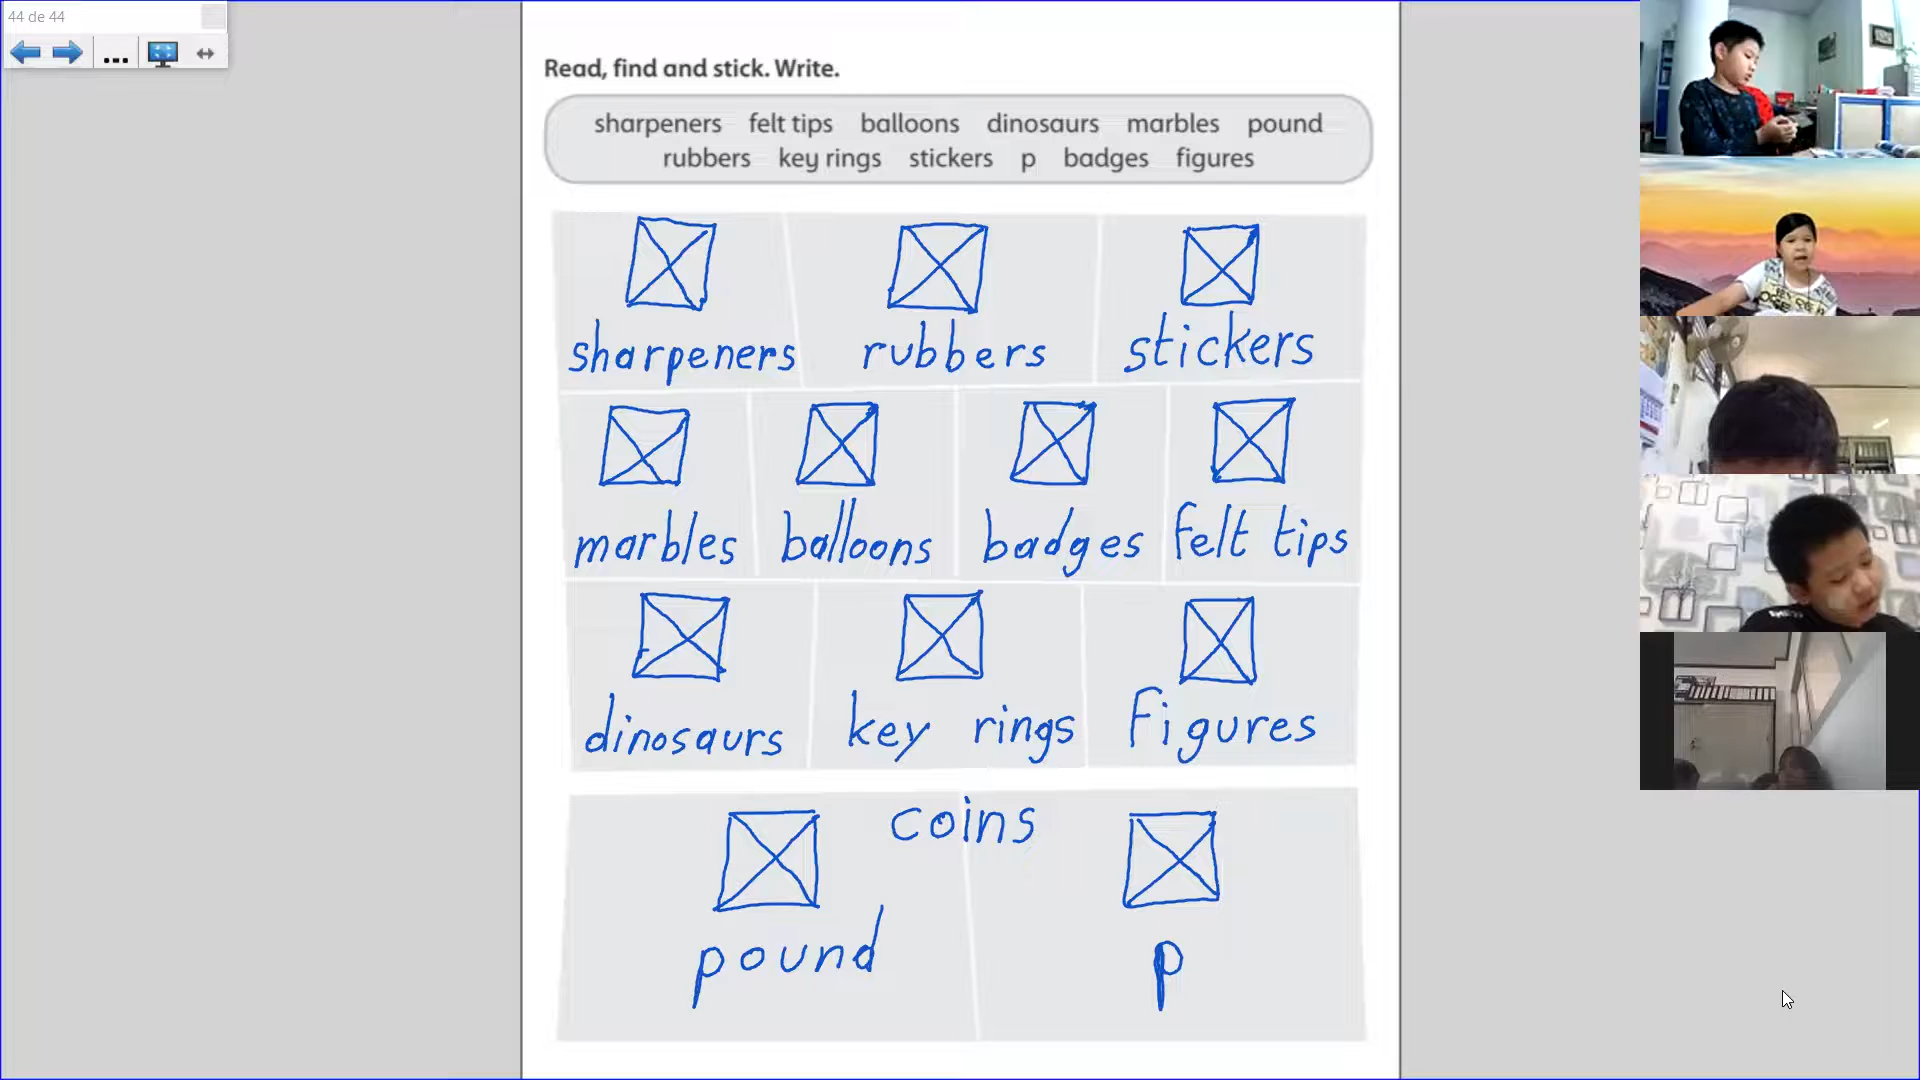 44 de 44
Read, find and stick. Write.
sharpeners felt tips balloons dinosaurs marbles pound
rubbers key rings stickers p badges figures
sharpeners rubbers stickers
marbles balloons badges felt tips
dinosaurs key rings Figures
coins
pound p